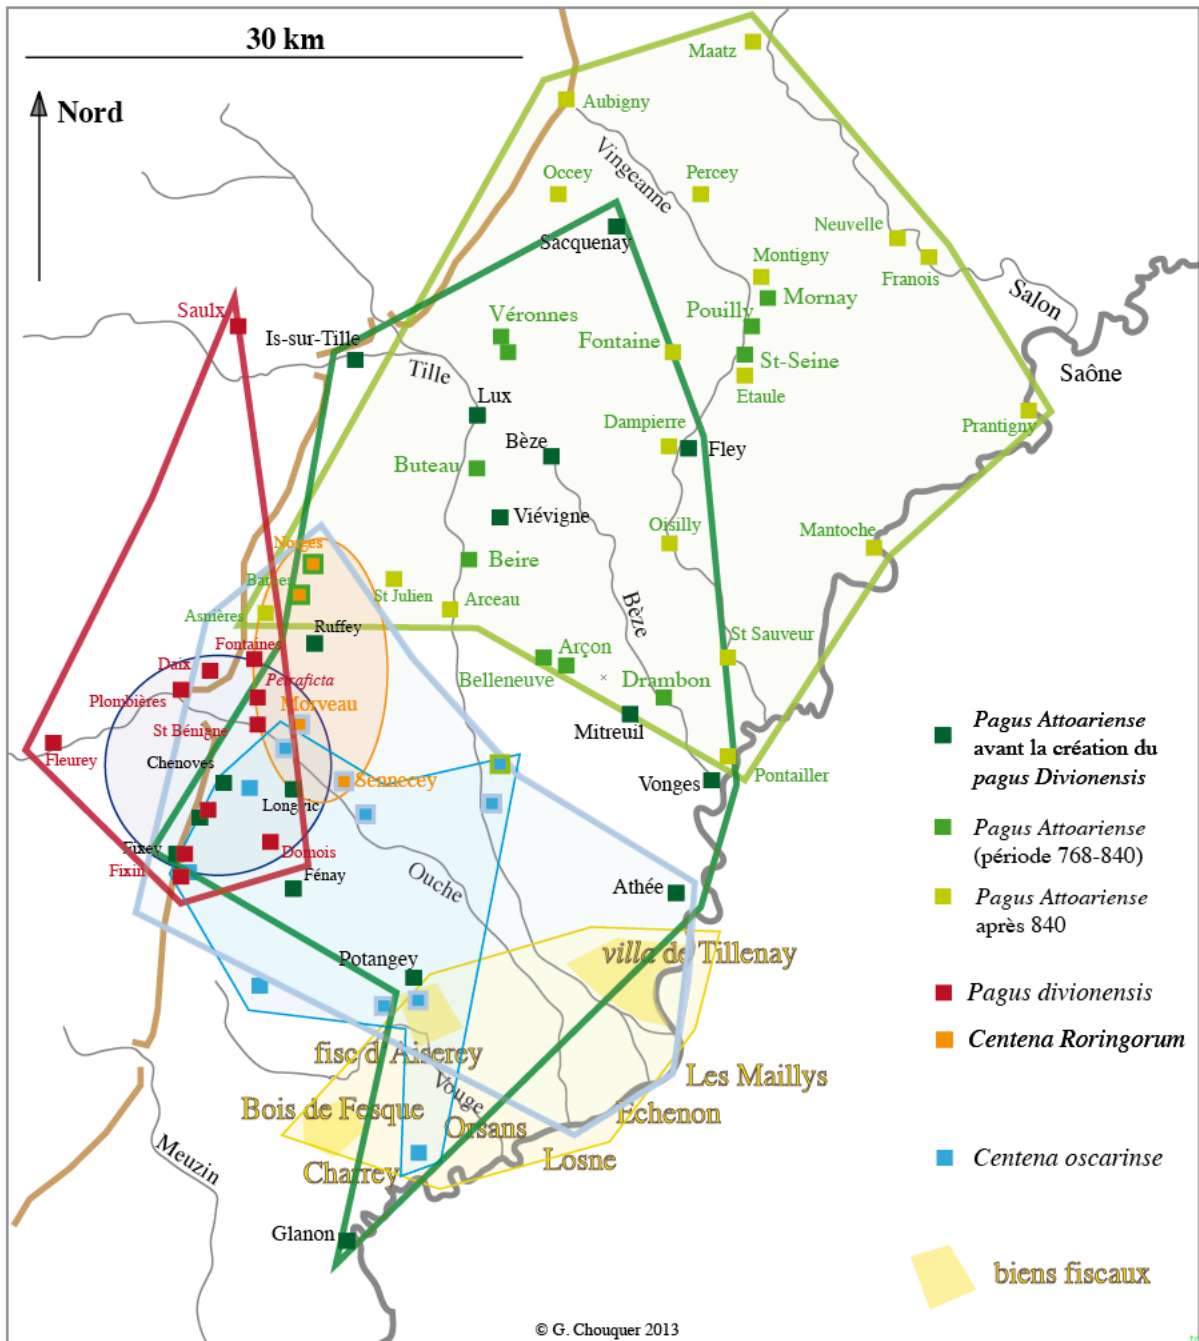 30 km
Nord
Maatz
Aubigny
Vingeanne
Occey
Percey
Sacquenay
Neuvelle
Franois
Montigny
Salon
Mornay
Saulx
Véronnes
Pouilly
Is-sur-Tille
Fontaine
St-Seine
Saône
Tille
Etaule
Lux
Dampierre
Prantigny
Bèze
Fley
Buteau
Viévigne
Oisilly
Mantoche
Norges
Beire
Barges
St Julien
Arceau
Bèze
Asnières
Ruffey
St Sauveur
Fontaines
Arçon
Daix
Belleneuve
Drambon
Petraficta
Plombières
Morveau
Mitreuil
St Bénigne
Fleurey
Chenoves
Sennecey
Vonges
Pontailler
Longvic
Fixey
Domois
Fixin
Fénay
Ouche
Athée
Potangey
villa de Tillenay
fisc d'Aiserey
Vouge
Les Maillys
Bois de Fesque
Echenon
Orsans
Losne
Charrey
Meuzin
Glanon
Pagus Attoariense
avant la création du
pagus Divionensis
Pagus Attoariense
(période 768-840)
Pagus Attoariense
après 840
Pagus divionensis
Centena Roringorum
Centena oscarinse
biens fiscaux
© G. Chouquer 2013